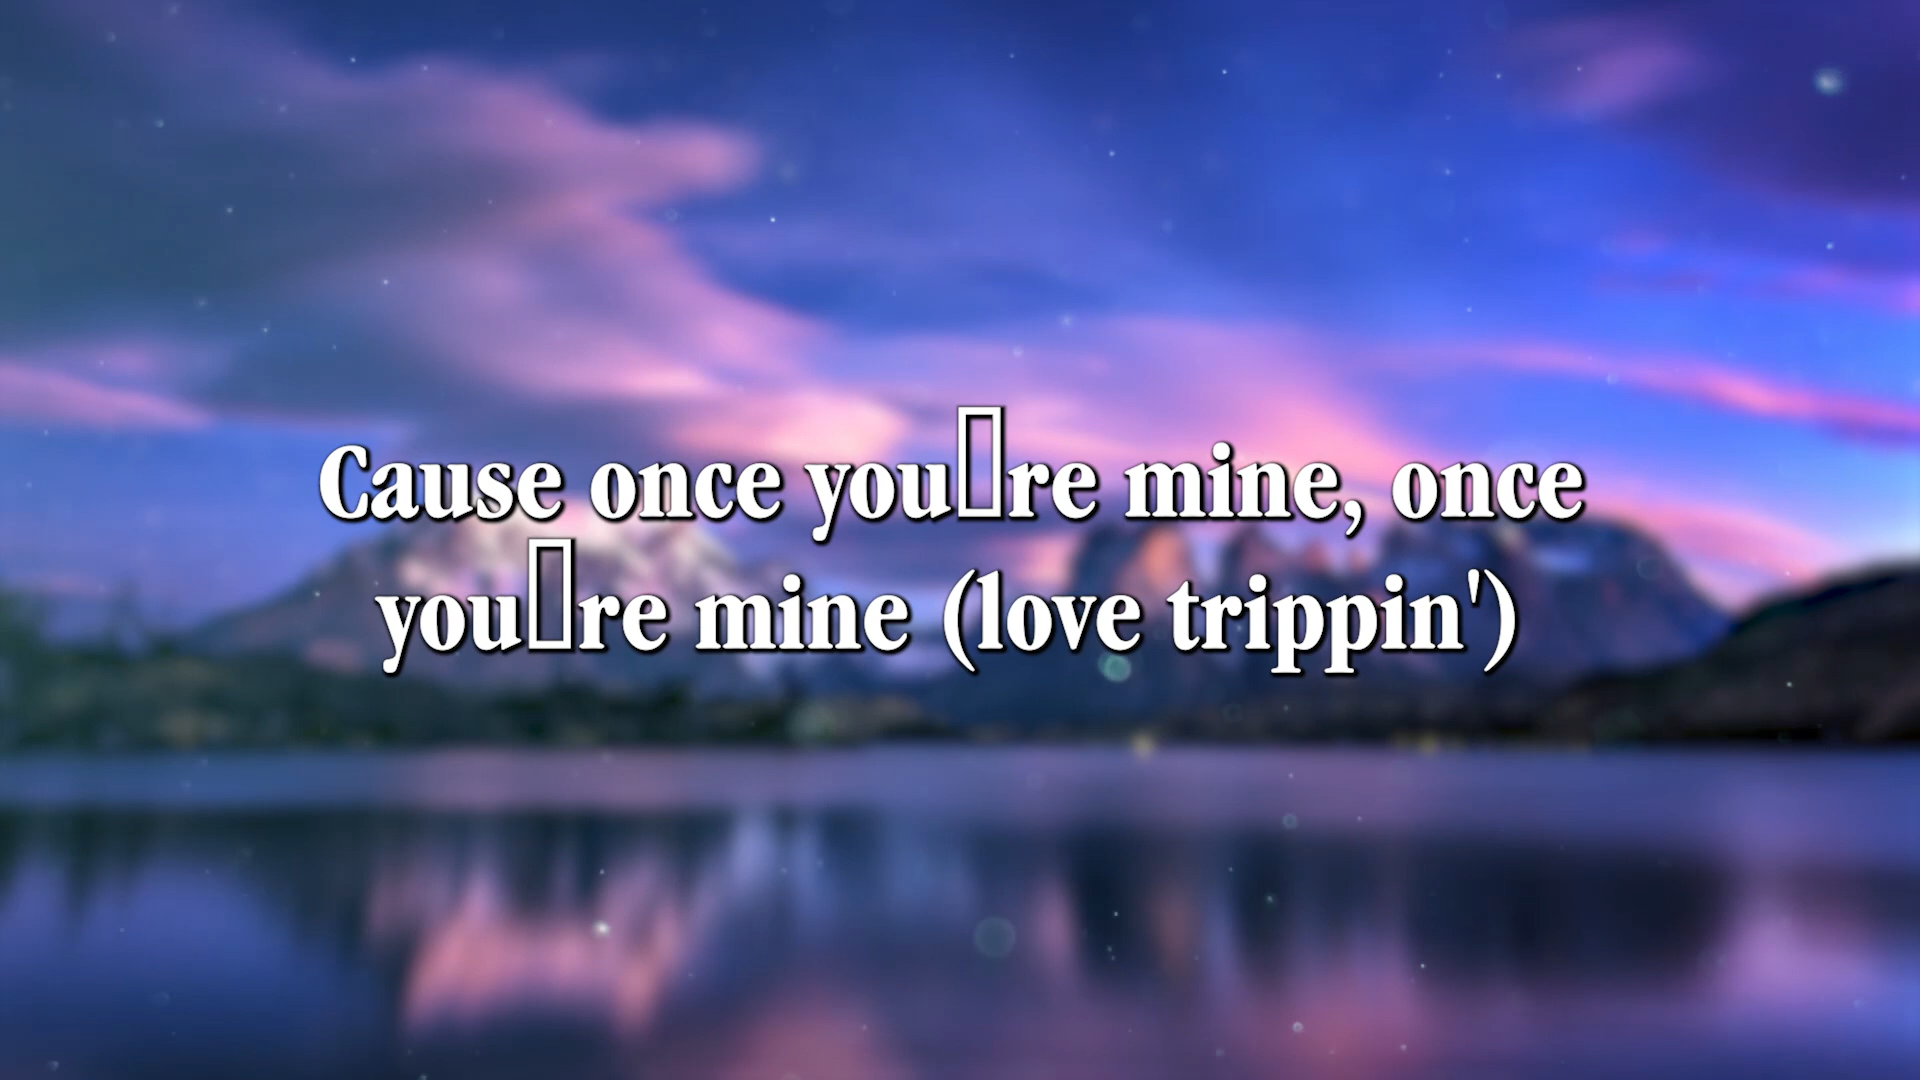 Cause once you▯re mine, once
you▯re mine (love trippin')